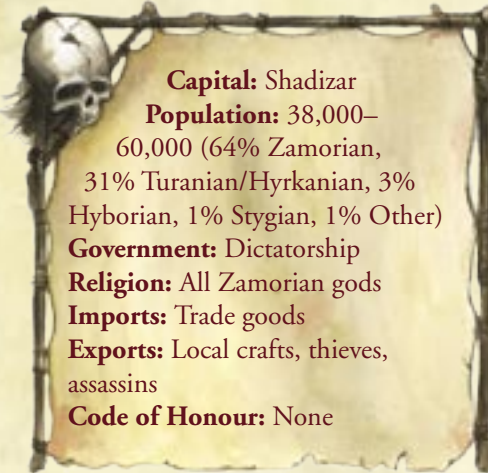 Capital: Shadizar
Population: 38,000–
60,000 (64% Zamorian,
31% Turanian/Hyrkanian, 3%
Hyborian, 1% Stygian, 1% Other)
Government: Dictatorship
Religion: All Zamorian gods
Imports: Trade goods
Exports: Local crafts, thieves,
assassins
Code of Honour: None